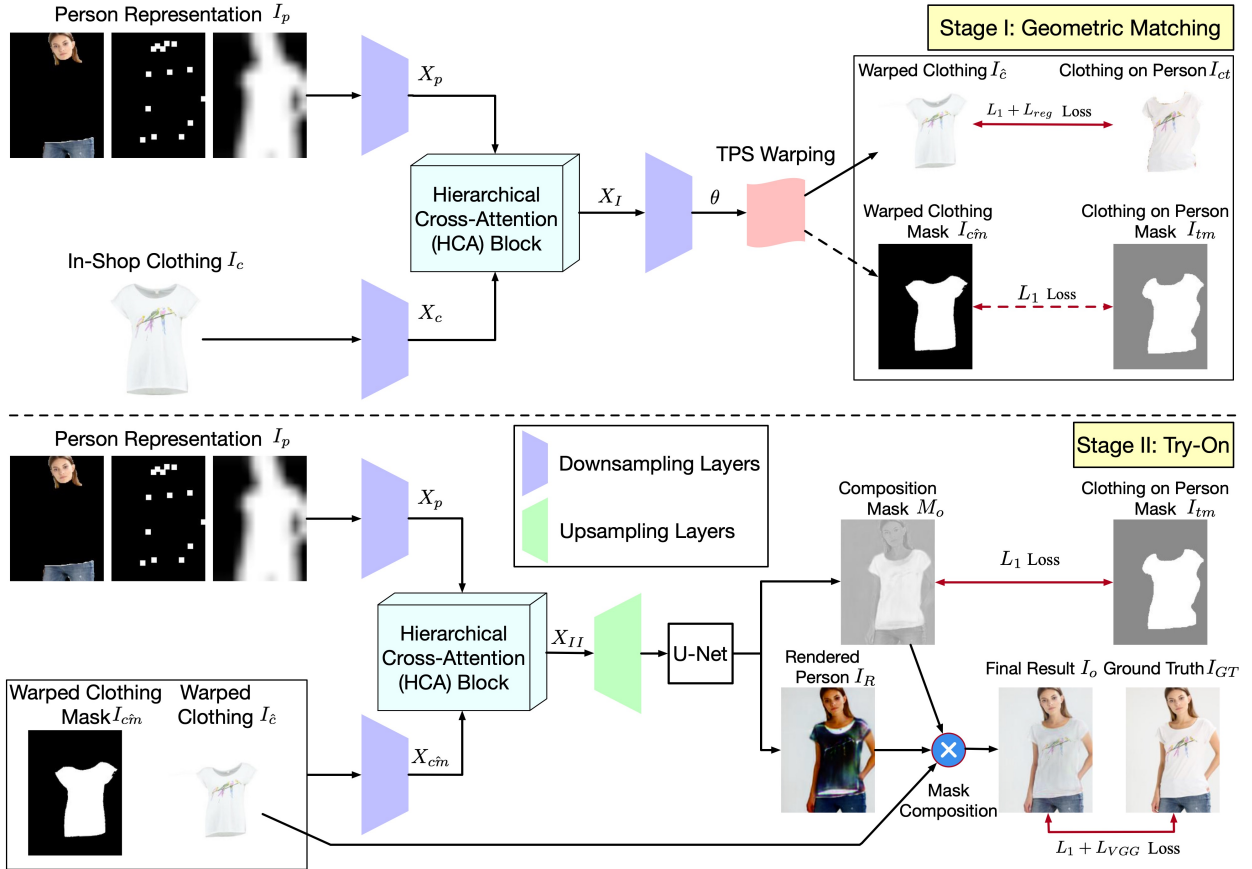 Person Representation I_p
Stage I: Geometric Matching
X_p
Warped Clothing I_ĉ
Clothing on Person I_ct
L_1 + L_reg Loss
TPS Warping
Hierarchical
Cross-Attention
(HCA) Block
X_I
θ
Warped Clothing
Mask I_cm̂
Clothing on Person
Mask I_tm
In-Shop Clothing I_c
X_c
L_1 Loss
Person Representation I_p
Stage II: Try-On
Downsampling Layers
Upsampling Layers
X_p
Composition
Mask M_o
Clothing on Person
Mask I_tm
L_1 Loss
Hierarchical
Cross-Attention
(HCA) Block
X_II
U-Net
Rendered
Person I_R
Final Result I_o
Ground Truth I_GT
Warped Clothing
Mask I_cm̂
Warped
Clothing I_ĉ
X_cm̂
Mask
Composition
L_1 + L_VGG Loss